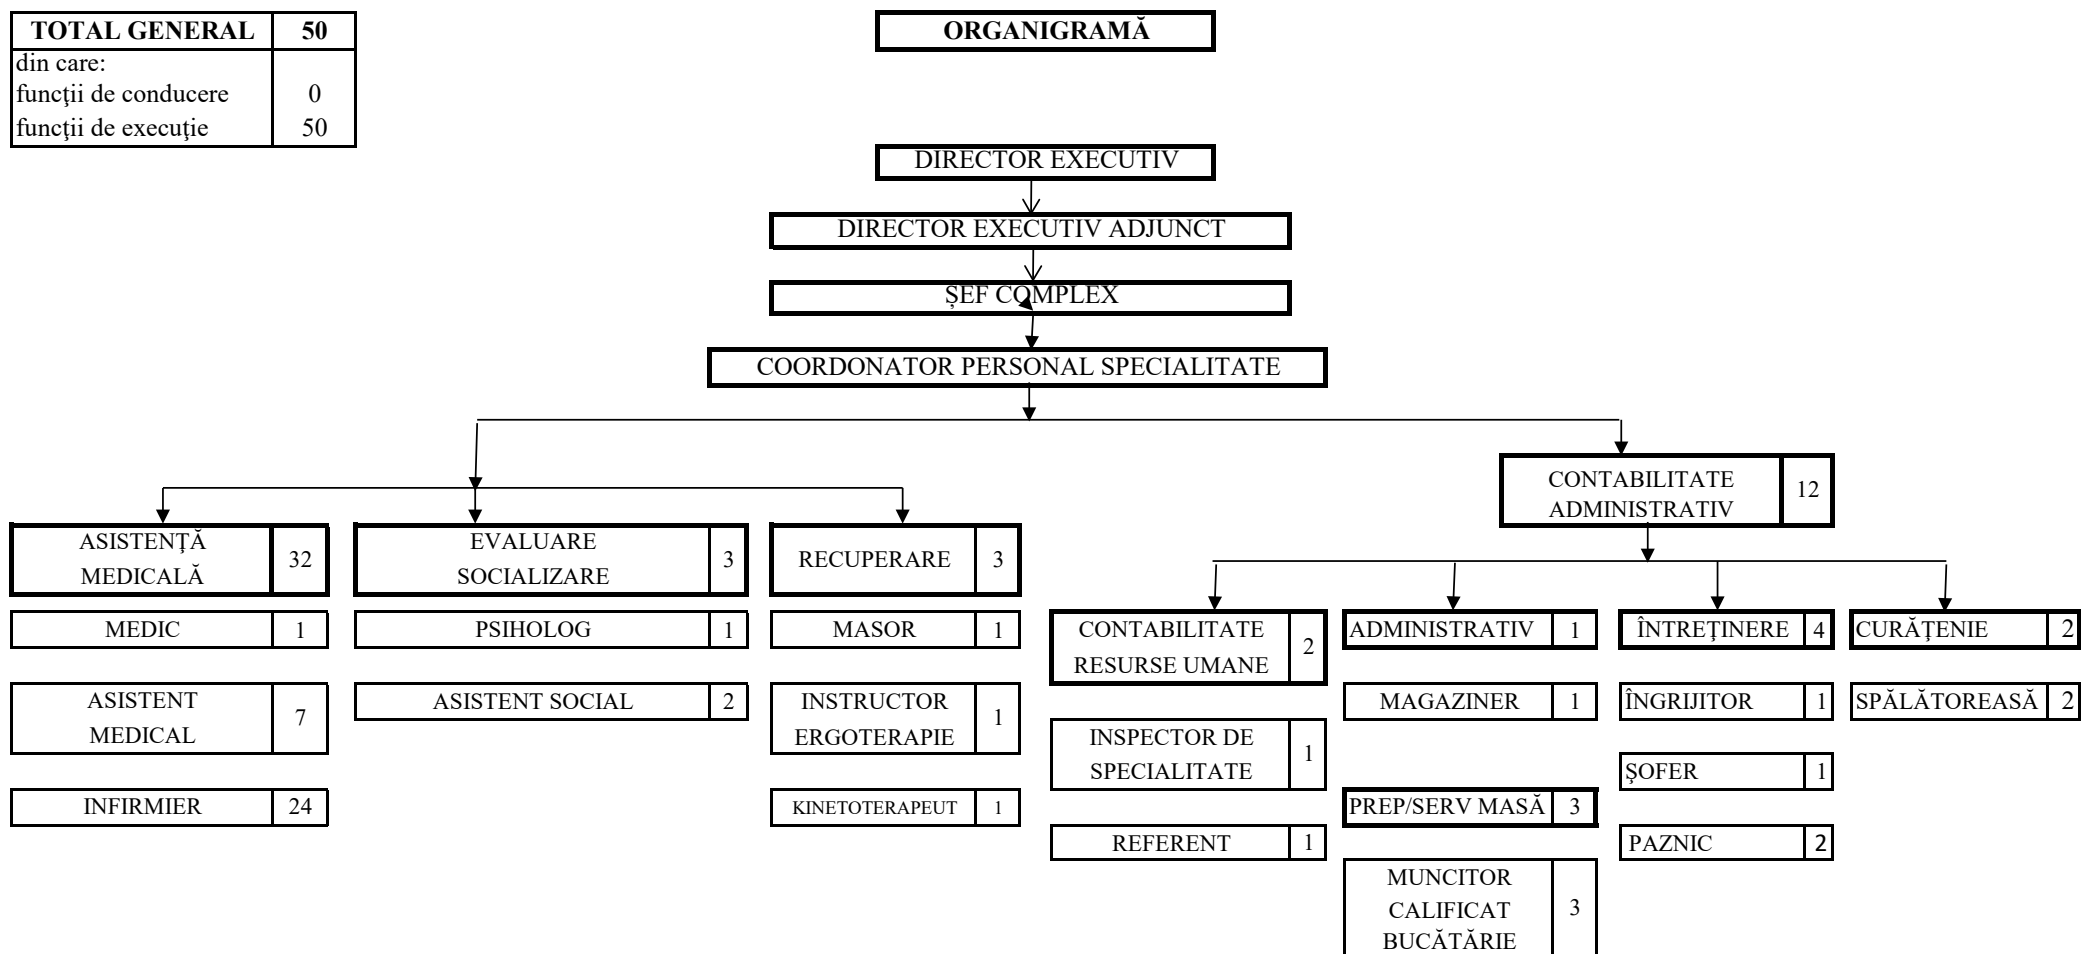 TOTAL GENERAL 50
din care:
funcţii de conducere 0
funcţii de execuţie 50
ORGANIGRAMĂ
DIRECTOR EXECUTIV
DIRECTOR EXECUTIV ADJUNCT
ȘEF COMPLEX
COORDONATOR PERSONAL SPECIALITATE
CONTABILITATE
ADMINISTRATIV
12
ASISTENŢĂ
MEDICALĂ
32
EVALUARE
SOCIALIZARE
3
RECUPERARE 3
MEDIC 1
PSIHOLOG 1
MASOR 1
ASISTENT
MEDICAL
7
ASISTENT SOCIAL 2
INSTRUCTOR
ERGOTERAPIE
1
INFIRMIER 24
KINETOTERAPEUT 1
CONTABILITATE
RESURSE UMANE
2
ADMINISTRATIV 1
ÎNTREŢINERE 4
CURĂŢENIE 2
INSPECTOR DE
SPECIALITATE
1
REFERENT 1
MAGAZINER 1
PREP/SERV MASĂ 3
MUNCITOR
CALIFICAT
BUCĂTĂRIE
3
ÎNGRIJITOR 1
ŞOFER 1
PAZNIC 2
SPĂLĂTOREASĂ 2